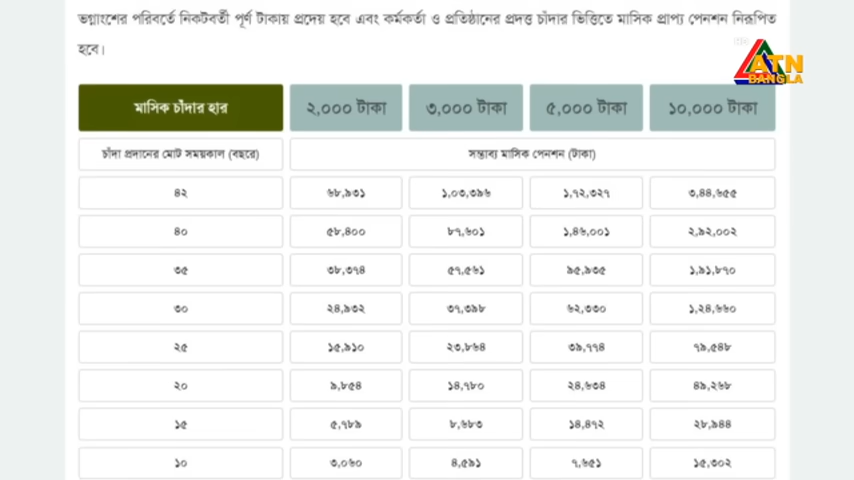 ভগ্নাংশের পরিবর্তে নিকটবর্তী পূর্ণ টাকায় প্রদেয় হবে এবং কর্মকর্তা ও প্রতিষ্ঠানের প্রদত্ত চাঁদার ভিত্তিতে মাসিক প্রাপ্য পেনশন নিরূপিত
হবে।
ATN
BANGLA
মাসিক চাঁদার হার ২,০০০ টাকা ৩,০০০ টাকা ৫,০০০ টাকা ১০,০০০ টাকা
চাঁদা প্রদানের মোট সময়কাল (বছরে) সম্ভাব্য মাসিক পেনশন (টাকা)
৪২ ৬৮,৯৩১ ১,০৩,৩৯৬ ১,৭২,৩২৭ ৩,৪৪,৬৫৫
৪০ ৫৮,৪০০ ৮৭,৬০১ ১,৪৬,০০১ ২,৯২,০০২
৩৫ ৩৮,৩৭৪ ৫৭,৫৬১ ৯৫,৯৩৫ ১,৯১,৮৭০
৩০ ২৪,৯৩২ ৩৭,৩৯৮ ৬২,৩৩০ ১,২৪,৬৬০
২৫ ১৫,৯১০ ২৩,৮৬৪ ৩৯,৭৭৪ ৭৯,৫৪৮
২০ ৯,৮৫৪ ১৪,৭৮০ ২৪,৬৩৪ ৪৯,২৬৮
১৫ ৫,৭৮৯ ৮,৬৮৩ ১৪,৪৭২ ২৮,৯৪৪
১০ ৩,০৬০ ৪,৫৯১ ৭,৬৫১ ১৫,৩০২